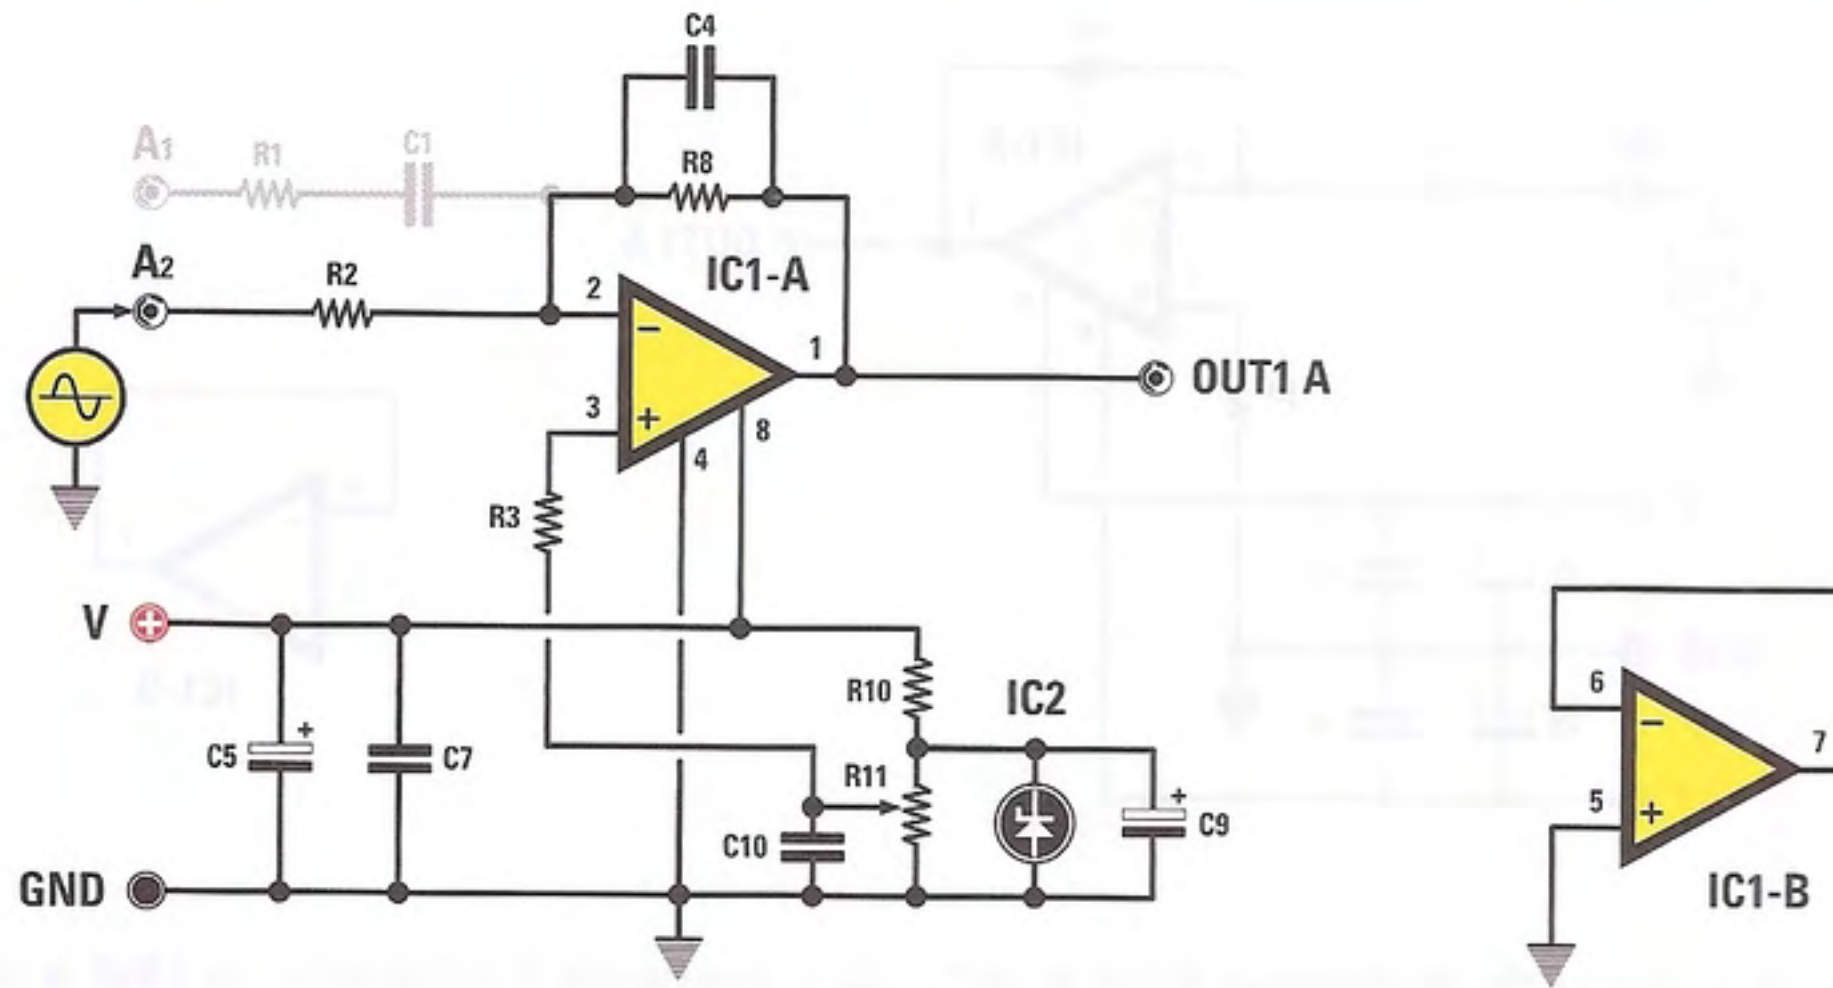 C4
A1
R1
C1
R8
A2
R2
2
IC1-A
−
1
OUT1 A
3
+
8
4
R3
V
+
R10
IC2
6
−
7
C5
+
C7
R11
5
+
C10
+
C9
GND
IC1-B